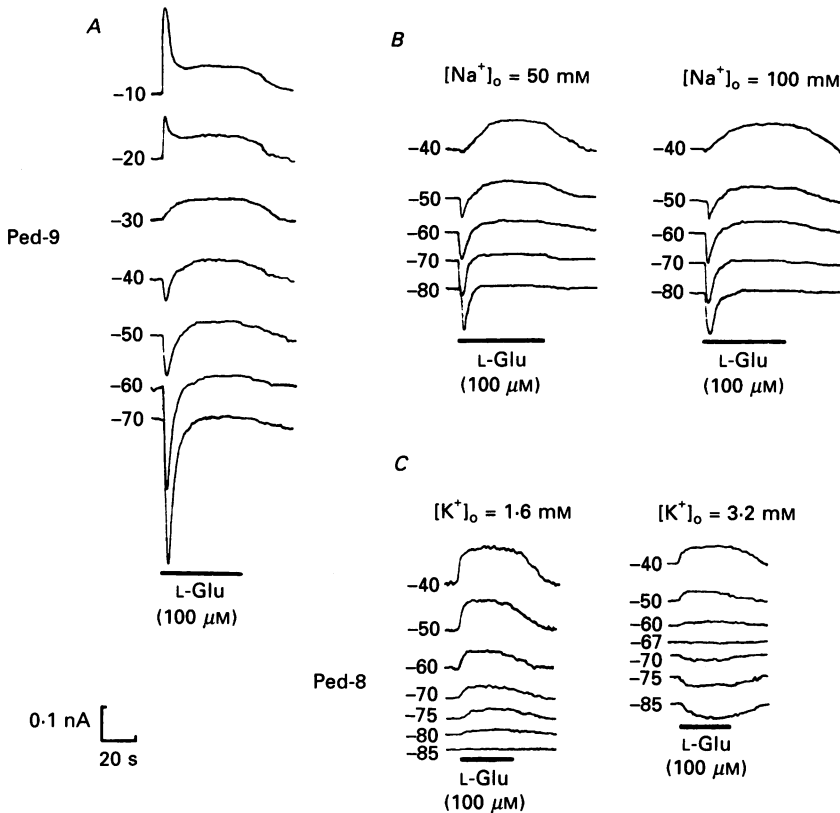 A
B
[Na⁺]ₒ = 50 mM
[Na⁺]ₒ = 100 mM
Ped-9
−10
−20
−30
−40
−50
−60
−70
L-Glu
(100 μM)
−40
−50
−60
−70
−80
L-Glu
(100 μM)
−40
−50
−60
−70
−80
L-Glu
(100 μM)
C
[K⁺]ₒ = 1·6 mM
[K⁺]ₒ = 3·2 mM
Ped-8
−40
−50
−60
−70
−75
−80
−85
L-Glu
(100 μM)
−40
−50
−60
−67
−70
−75
−85
L-Glu
(100 μM)
0·1 nA
20 s